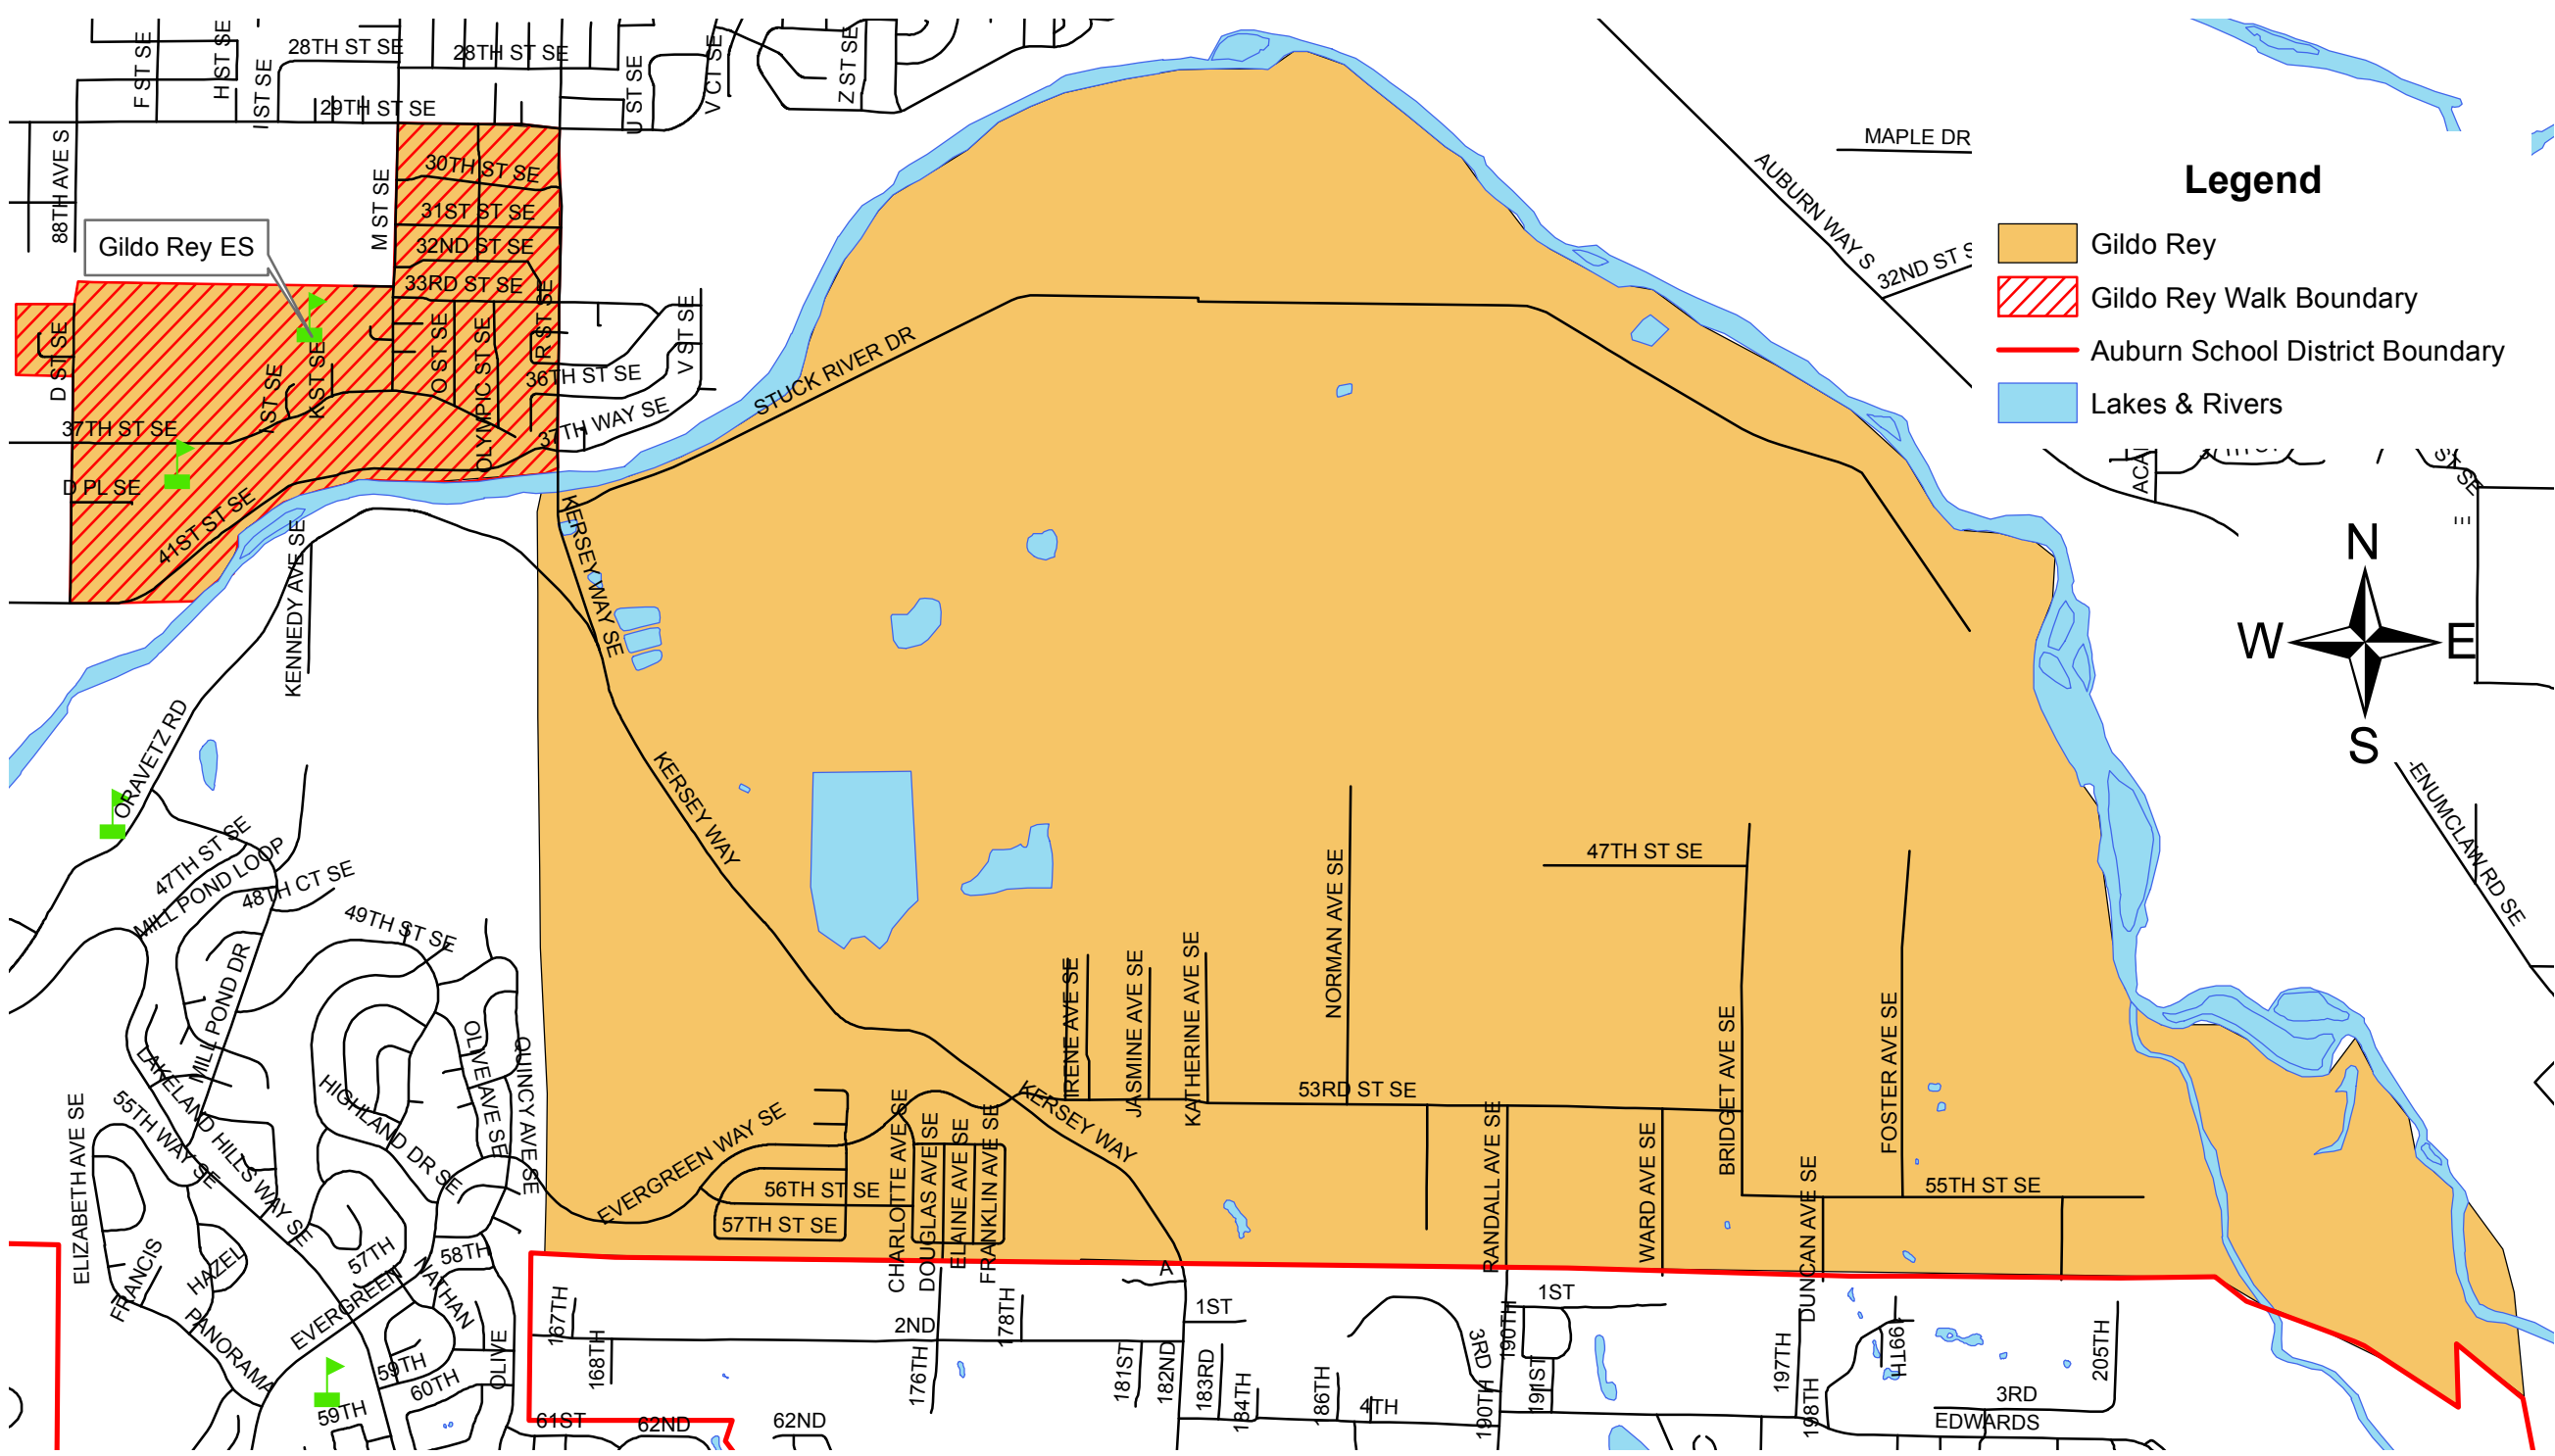 F ST SE
H ST SE
I ST SE
28TH ST SE
28TH ST SE
29TH ST SE
U ST SE
V CT SE
Z ST SE
88TH AVE S
M ST SE
30TH ST SE
31ST ST SE
32ND ST SE
33RD ST SE
Gildo Rey ES
D ST SE
I ST SE
K ST SE
O ST SE
OLYMPIC ST SE
R ST SE
V ST SE
36TH ST SE
37TH WAY SE
37TH ST SE
D PL SE
41ST ST SE
STUCK RIVER DR
AUBURN WAY S
MAPLE DR
32ND ST S
Legend
Gildo Rey
Gildo Rey Walk Boundary
Auburn School District Boundary
Lakes & Rivers
N
W
E
S
ENUMCLAW RD SE
KENNEDY AVE SE
KERSEY WAY SE
KERSEY WAY
ORAVETZ RD
47TH ST SE
MILL POND LOOP
48TH CT SE
49TH ST SE
MILL POND DR
LAKELAND HILLS WAY SE
55TH WAY SE
HIGHLAND DR SE
OLIVE AVE SE
QUINCY AVE SE
ELIZABETH AVE SE
FRANCIS
HAZEL
PANORAMA
EVERGREEN
57TH
58TH
NATHAN
59TH
60TH
59TH
OLIVE
EVERGREEN WAY SE
56TH ST SE
57TH ST SE
CHARLOTTE AVE SE
DOUGLAS AVE SE
ELAINE AVE SE
FRANKLIN AVE SE
KERSEY WAY
IRENE AVE SE
JASMINE AVE SE
KATHERINE AVE SE
NORMAN AVE SE
53RD ST SE
47TH ST SE
RANDALL AVE SE
WARD AVE SE
BRIDGET AVE SE
DUNCAN AVE SE
FOSTER AVE SE
55TH ST SE
A
167TH
168TH
2ND
176TH
178TH
181ST
182ND
183RD
184TH
186TH
1ST
4TH
3RD
190TH
190TH
191ST
1ST
197TH
198TH
199TH
205TH
3RD
EDWARDS
61ST
62ND
62ND